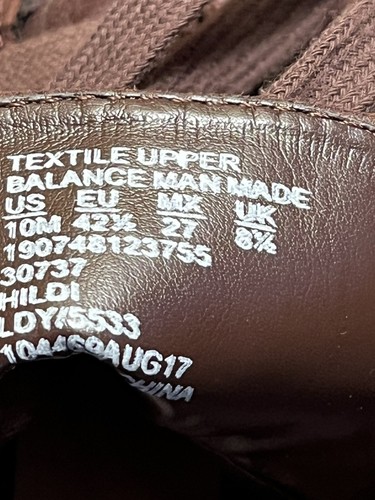 TEXTILE UPPER
BALANCE MAN MADE
US EU MX UK
10M 42½ 27 8½
190748123755
30737
HILDI
LDY/5533
AUG17
CHINA